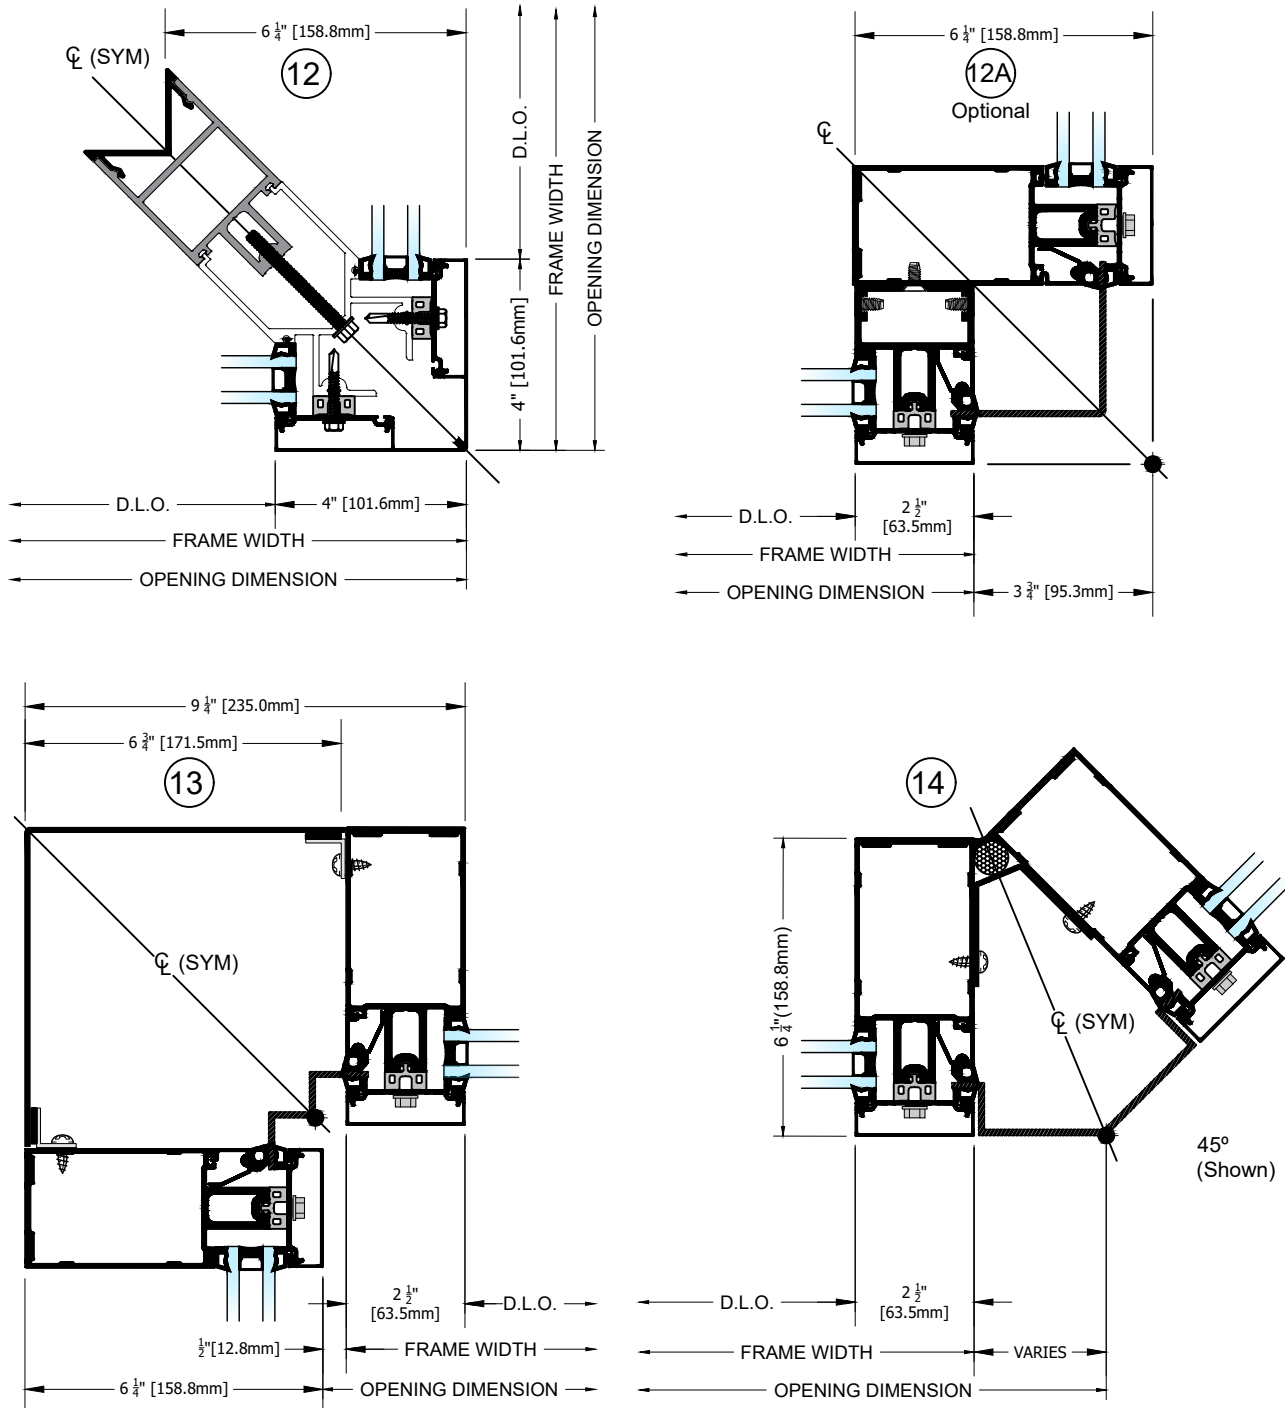 6 1/4" [158.8mm]
℄ (SYM)
12
D.L.O.
FRAME WIDTH
OPENING DIMENSION
4" [101.6mm]
D.L.O.
4" [101.6mm]
FRAME WIDTH
OPENING DIMENSION
6 1/4" [158.8mm]
12A
Optional
℄
D.L.O.
2 1/2"
[63.5mm]
FRAME WIDTH
OPENING DIMENSION
3 3/4" [95.3mm]
9 1/4" [235.0mm]
6 3/4" [171.5mm]
13
℄ (SYM)
2 1/2"
[63.5mm]
D.L.O.
1/2"[12.8mm]
FRAME WIDTH
6 1/4" [158.8mm]
OPENING DIMENSION
14
6 1/4"(158.8mm)
℄ (SYM)
45º
(Shown)
D.L.O.
2 1/2"
[63.5mm]
FRAME WIDTH
VARIES
OPENING DIMENSION